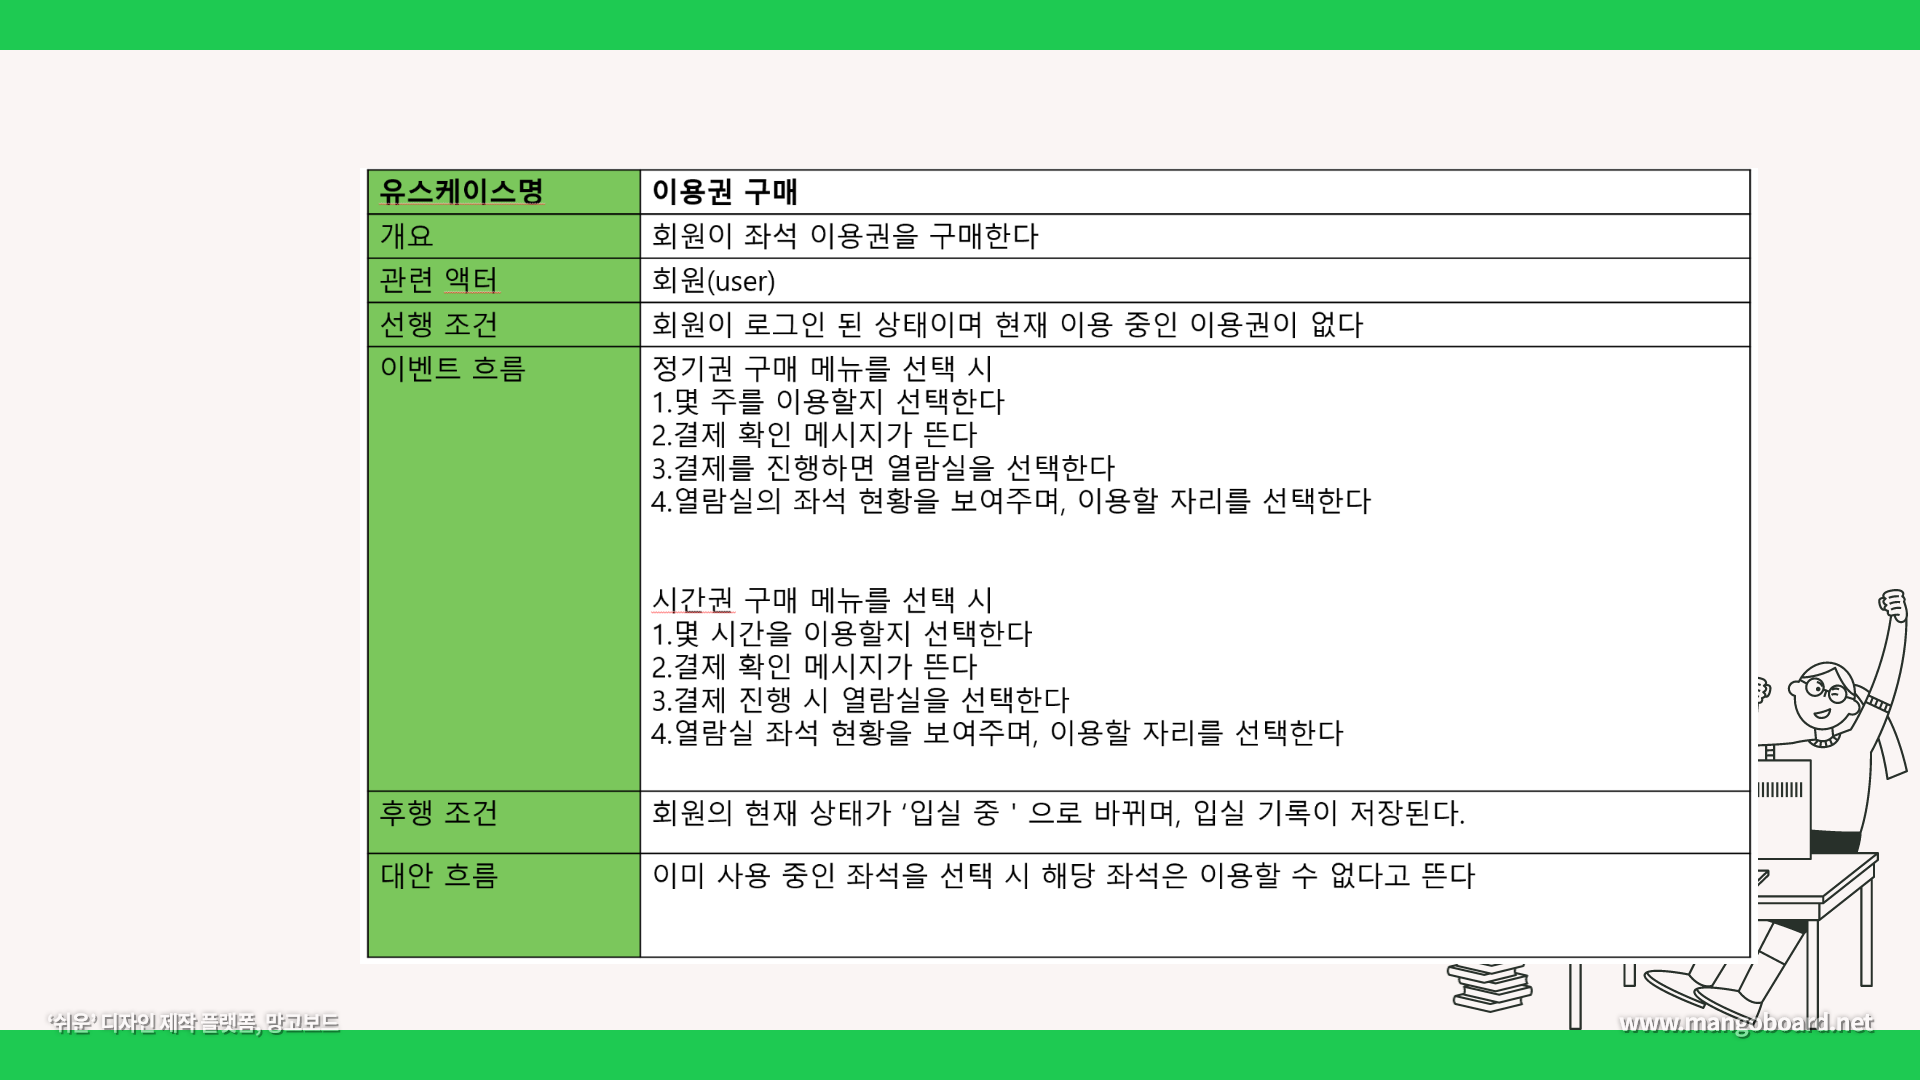 유스케이스명 이용권 구매
개요 회원이 좌석 이용권을 구매한다
관련 액터 회원(user)
선행 조건 회원이 로그인 된 상태이며 현재 이용 중인 이용권이 없다
이벤트 흐름 정기권 구매 메뉴를 선택 시
1.몇 주를 이용할지 선택한다
2.결제 확인 메시지가 뜬다
3.결제를 진행하면 열람실을 선택한다
4.열람실의 좌석 현황을 보여주며, 이용할 자리를 선택한다
시간권 구매 메뉴를 선택 시
1.몇 시간을 이용할지 선택한다
2.결제 확인 메시지가 뜬다
3.결제 진행 시 열람실을 선택한다
4.열람실 좌석 현황을 보여주며, 이용할 자리를 선택한다
후행 조건 회원의 현재 상태가 ‘입실 중 ' 으로 바뀌며, 입실 기록이 저장된다.
대안 흐름 이미 사용 중인 좌석을 선택 시 해당 좌석은 이용할 수 없다고 뜬다
‘쉬운’ 디자인 제작 플랫폼, 망고보드
www.mangoboard.net